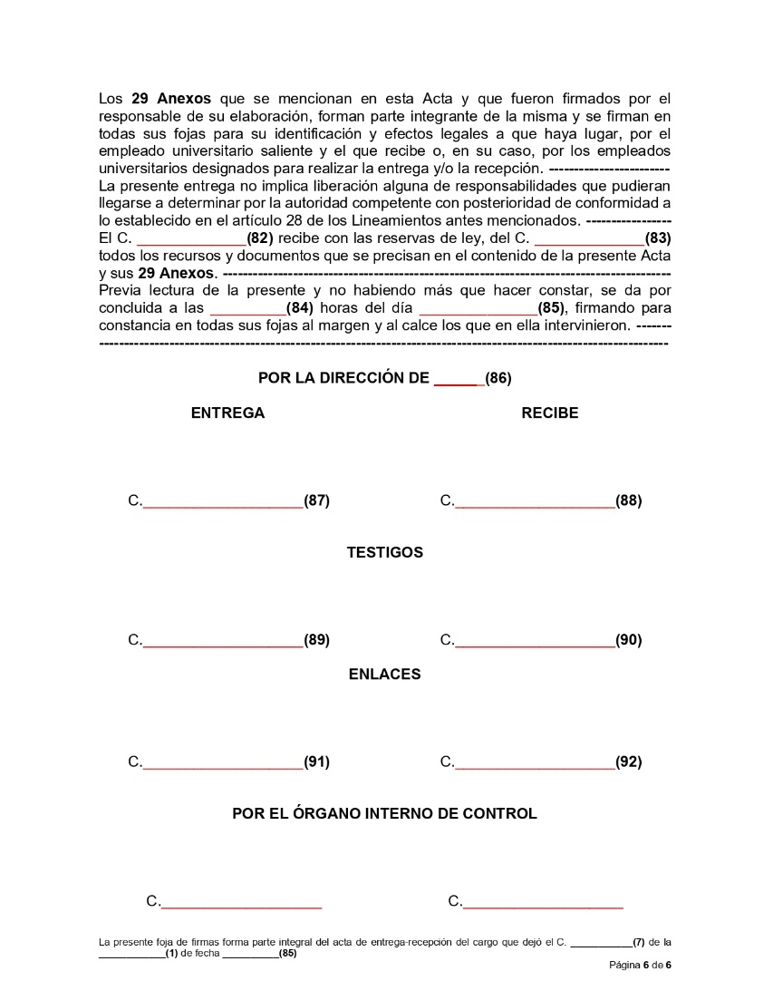 Los 29 Anexos que se mencionan en esta Acta y que fueron firmados por el
responsable de su elaboración, forman parte integrante de la misma y se firman en
todas sus fojas para su identificación y efectos legales a que haya lugar, por el
empleado universitario saliente y el que recibe o, en su caso, por los empleados
universitarios designados para realizar la entrega y/o la recepción. ------------------------
La presente entrega no implica liberación alguna de responsabilidades que pudieran
llegarse a determinar por la autoridad competente con posterioridad de conformidad a
lo establecido en el artículo 28 de los Lineamientos antes mencionados. -----------------
El C. _____________(82) recibe con las reservas de ley, del C. _____________(83)
todos los recursos y documentos que se precisan en el contenido de la presente Acta
y sus 29 Anexos. -------------------------------------------------------------------------------------------
Previa lectura de la presente y no habiendo más que hacer constar, se da por
concluida a las _________(84) horas del día ______________(85), firmando para
constancia en todas sus fojas al margen y al calce los que en ella intervinieron. -------
--------------------------------------------------------------------------------------------------------------------
POR LA DIRECCIÓN DE ______(86)
ENTREGA RECIBE
C.___________________(87) C.___________________(88)
TESTIGOS
C.___________________(89) C.___________________(90)
ENLACES
C.___________________(91) C.___________________(92)
POR EL ÓRGANO INTERNO DE CONTROL
C.___________________ C.___________________
La presente foja de firmas forma parte integral del acta de entrega-recepción del cargo que dejó el C. ___________(7) de la
____________(1) de fecha __________(85)
Página 6 de 6